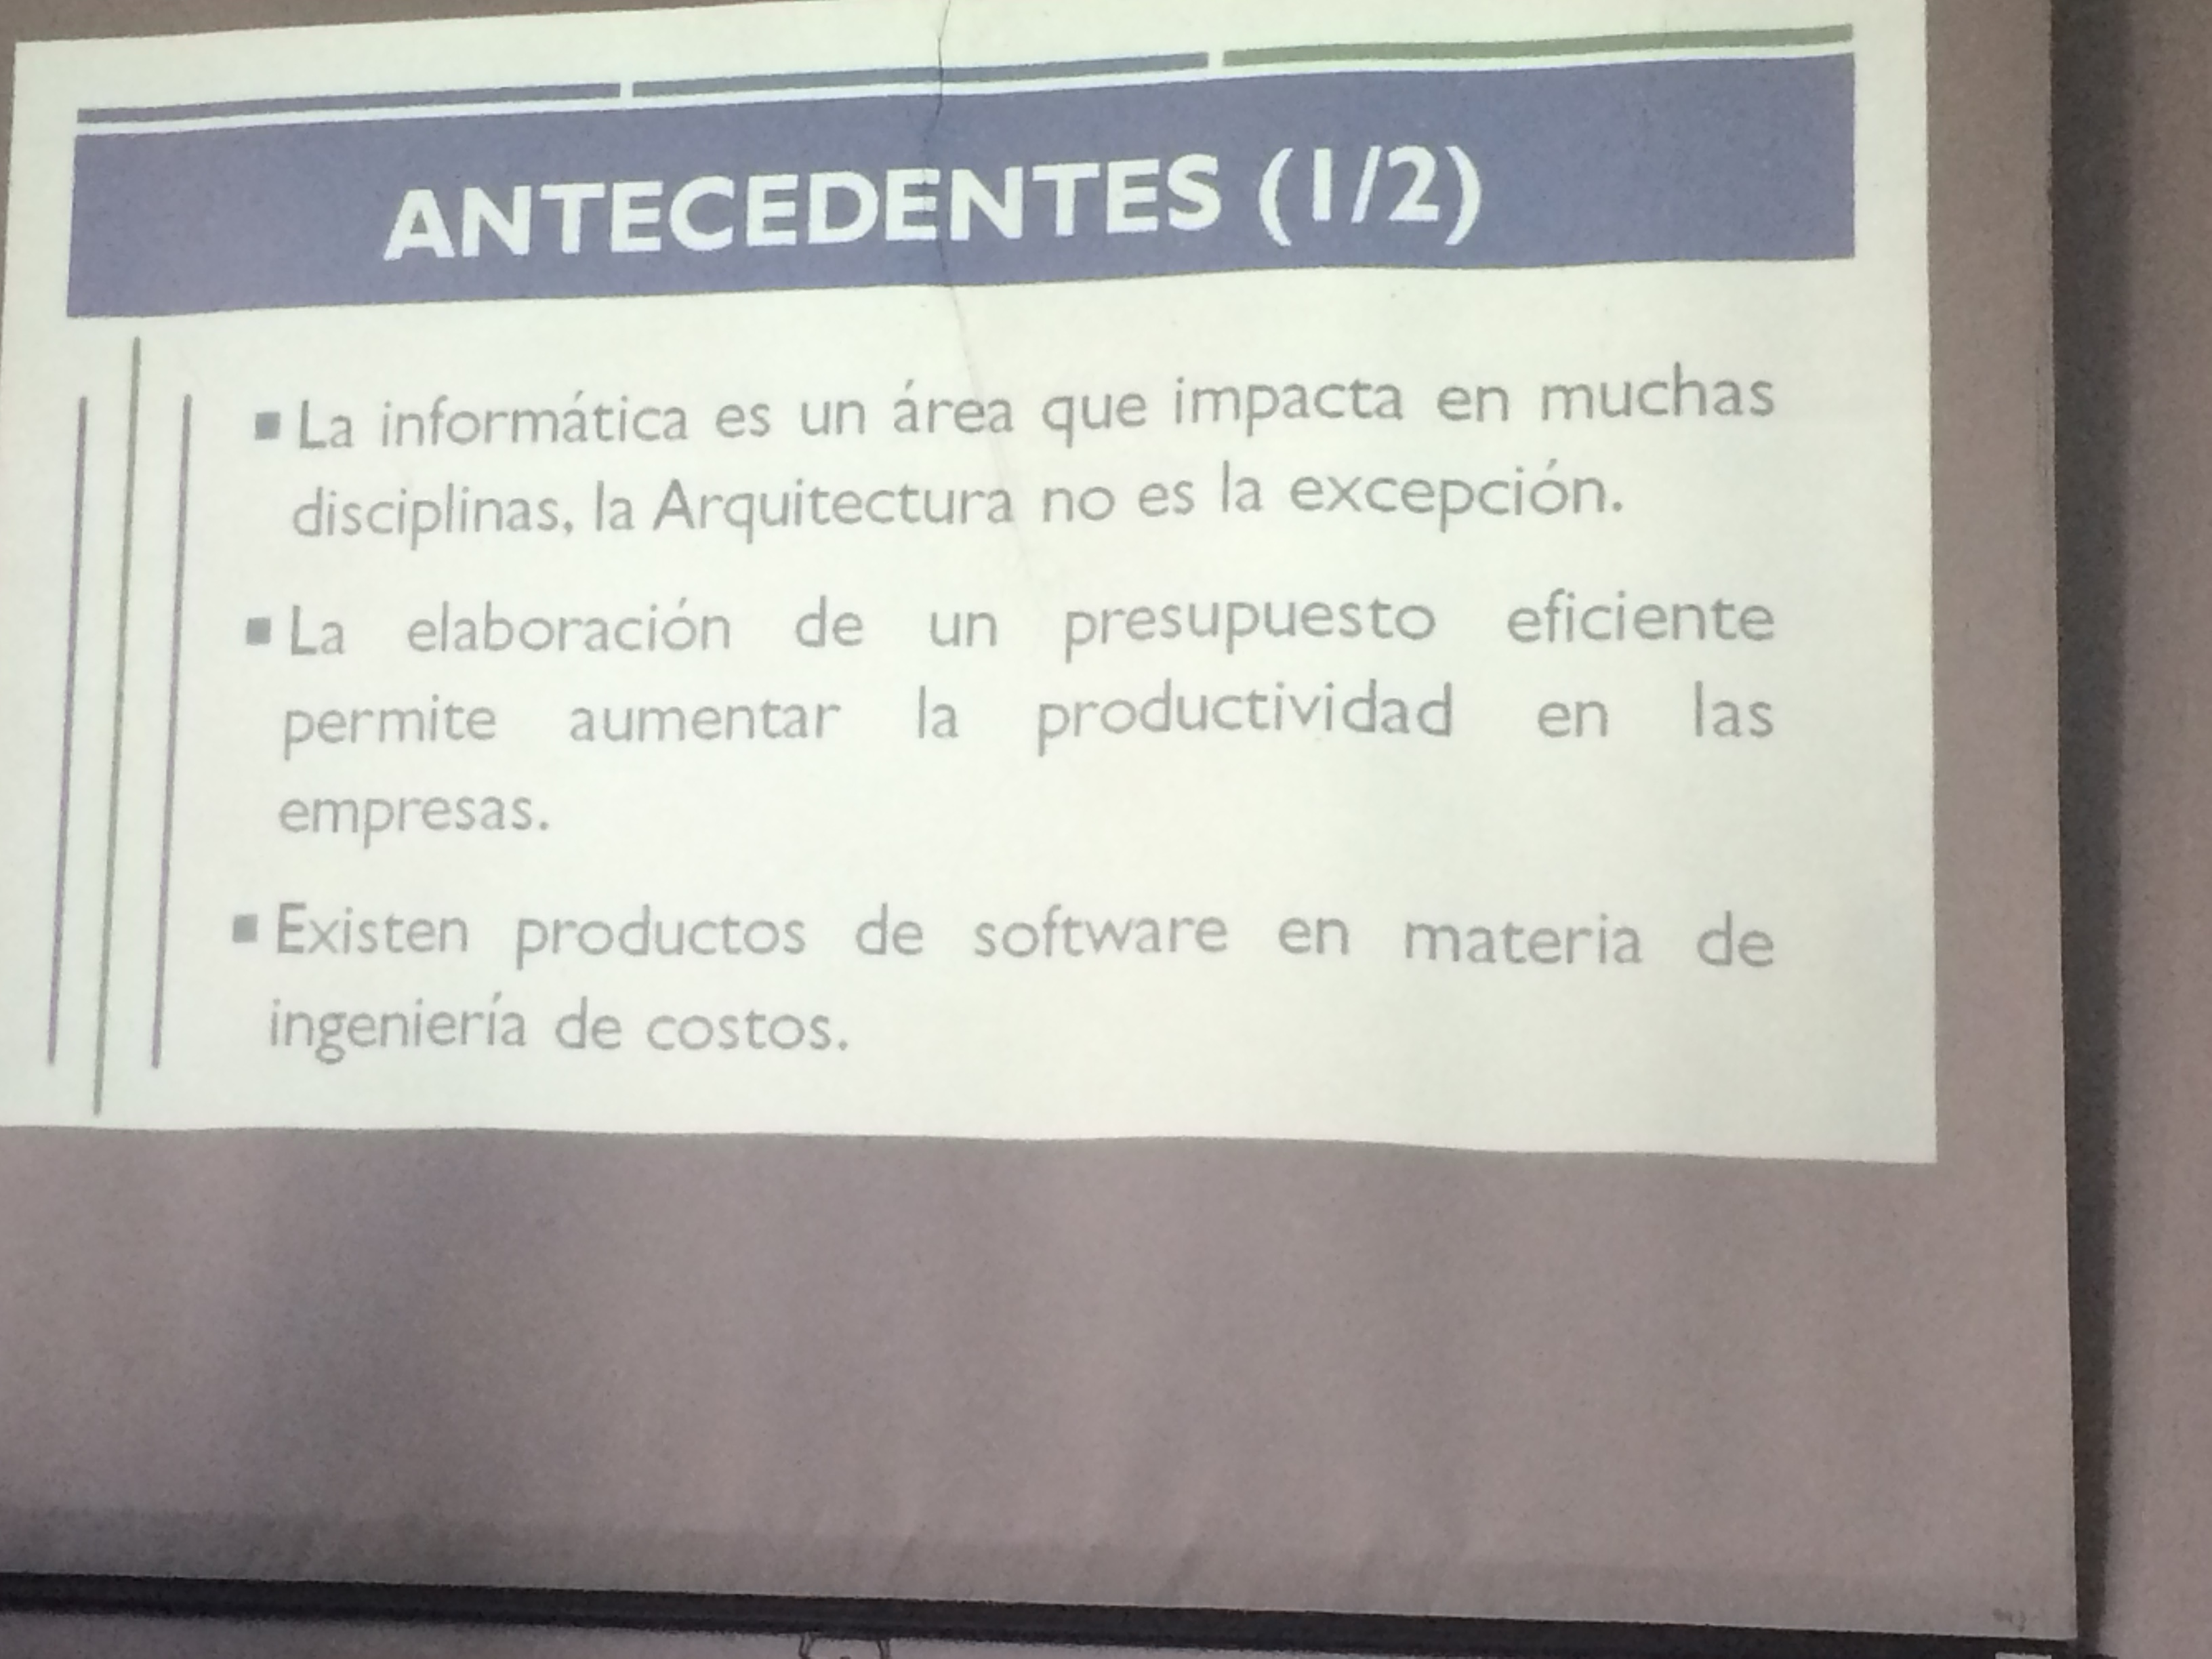 ANTECEDENTES (1/2)
▪ La informática es un área que impacta en muchas
disciplinas, la Arquitectura no es la excepción.
▪ La elaboración de un presupuesto eficiente
permite aumentar la productividad en las
empresas.
▪ Existen productos de software en materia de
ingeniería de costos.